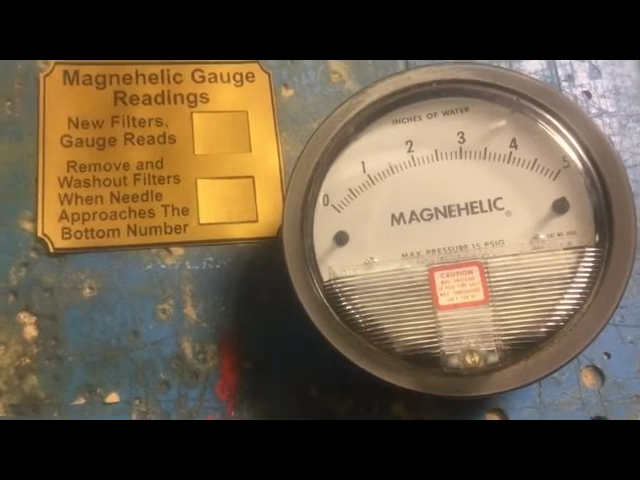 Magnehelic Gauge
Readings
New Filters,
Gauge Reads
Remove and
Washout Filters
When Needle
Approaches The
Bottom Number
INCHES OF WATER
0 1 2 3 4 5
MAGNEHELIC®
MAX. PRESSURE 15 PSIG
CAUTION